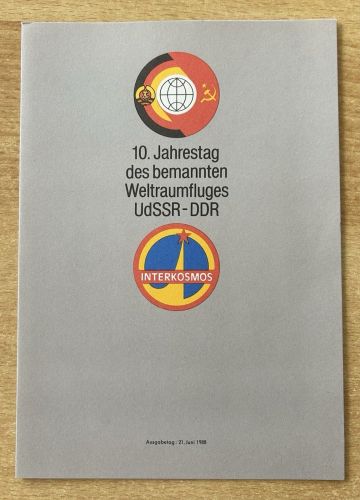 10. Jahrestag
des bemannten
Weltraumfluges
UdSSR-DDR
INTERKOSMOS
Ausgabetag: 21. Juni 1988